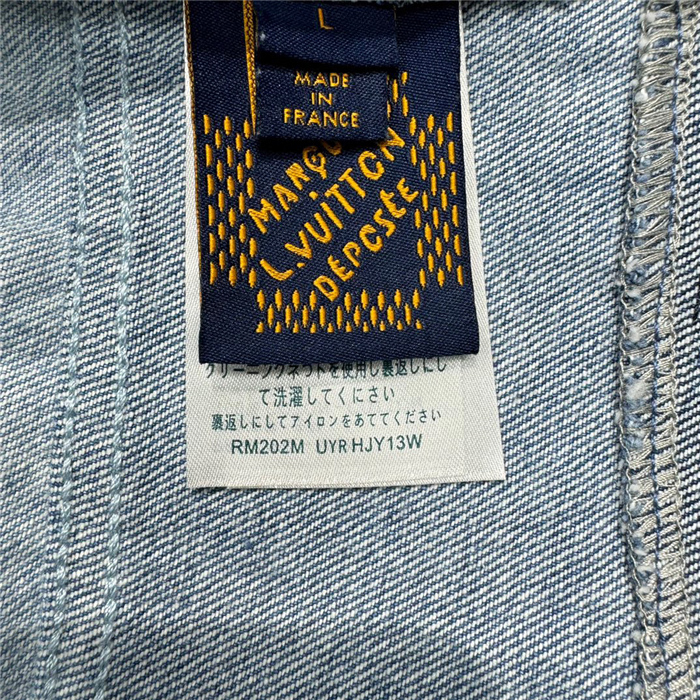 L
MADE
IN
FRANCE
MARQU
L.VUITTON
DÉPOSÉE
クリーニングネットを使用し裏返しにし
て洗濯してください
裏返しにしてアイロンをあててください
RM202M UYR HJY13W